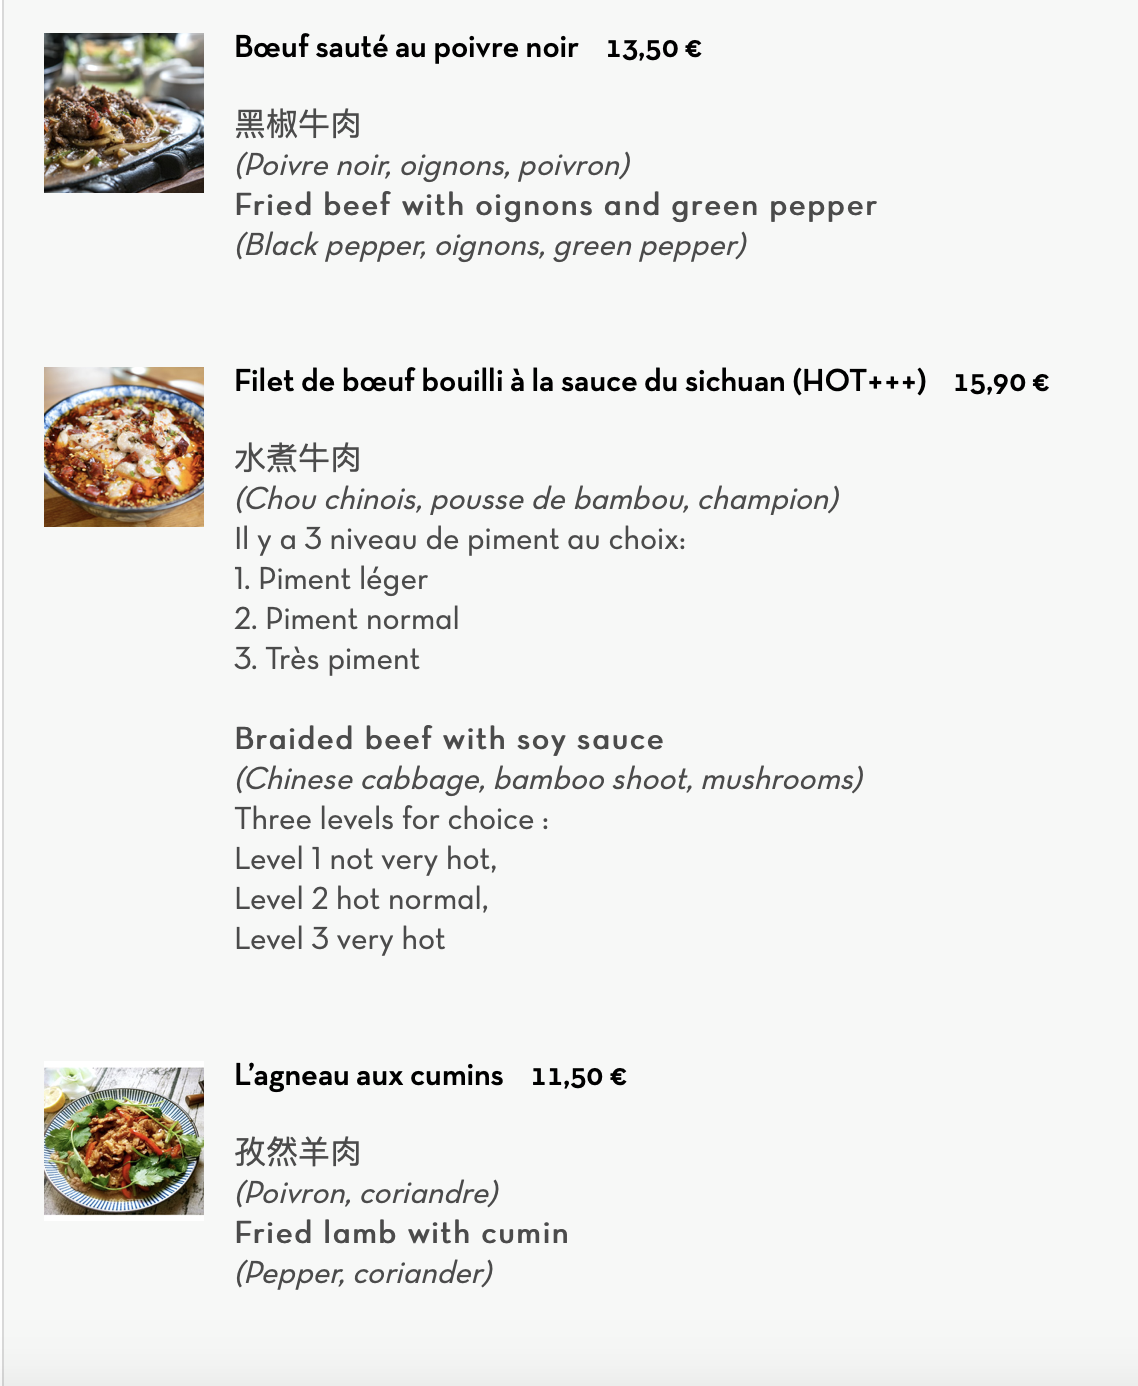 Bœuf sauté au poivre noir 13,50 €
黑椒牛肉
(Poivre noir, oignons, poivron)
Fried beef with oignons and green pepper
(Black pepper, oignons, green pepper)
Filet de bœuf bouilli à la sauce du sichuan (HOT+++) 15,90 €
水煮牛肉
(Chou chinois, pousse de bambou, champion)
Il y a 3 niveau de piment au choix:
1. Piment léger
2. Piment normal
3. Très piment
Braided beef with soy sauce
(Chinese cabbage, bamboo shoot, mushrooms)
Three levels for choice :
Level 1 not very hot,
Level 2 hot normal,
Level 3 very hot
L’agneau aux cumins 11,50 €
孜然羊肉
(Poivron, coriandre)
Fried lamb with cumin
(Pepper, coriander)